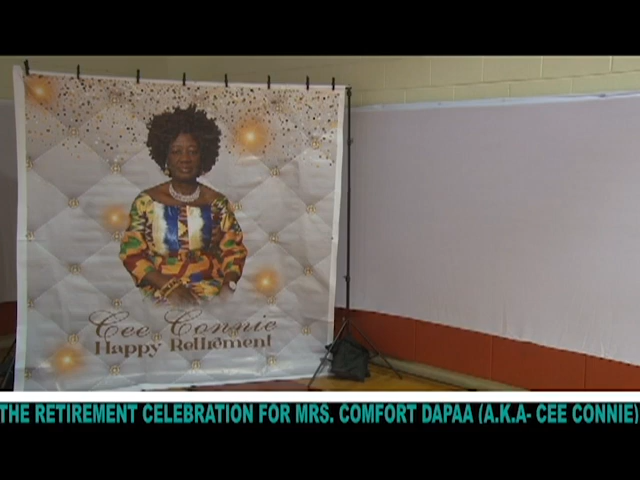 Cee Connie
Happy Retirement
THE RETIREMENT CELEBRATION FOR MRS. COMFORT DAPAA (A.K.A- CEE CONNIE)